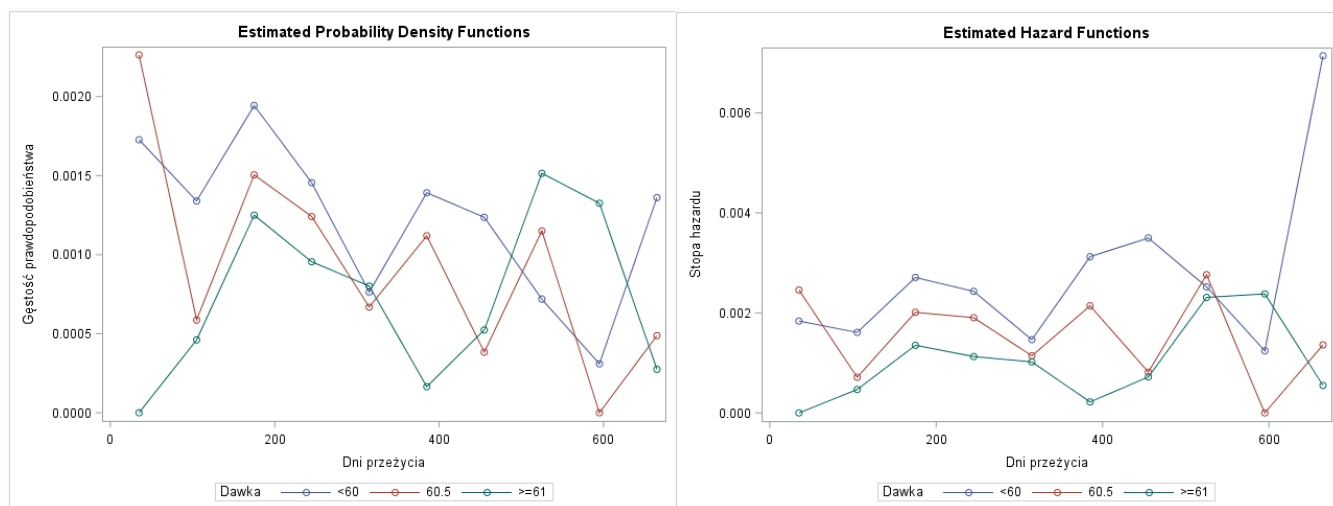 Estimated Probability Density Functions
Gęstość prawdopodobieństwa
0.0020
0.0015
0.0010
0.0005
0.0000
0 200 400 600
Dni przeżycia
Dawka <60 60.5 >=61
Estimated Hazard Functions
Stopa hazardu
0.006
0.004
0.002
0.000
0 200 400 600
Dni przeżycia
Dawka <60 60.5 >=61